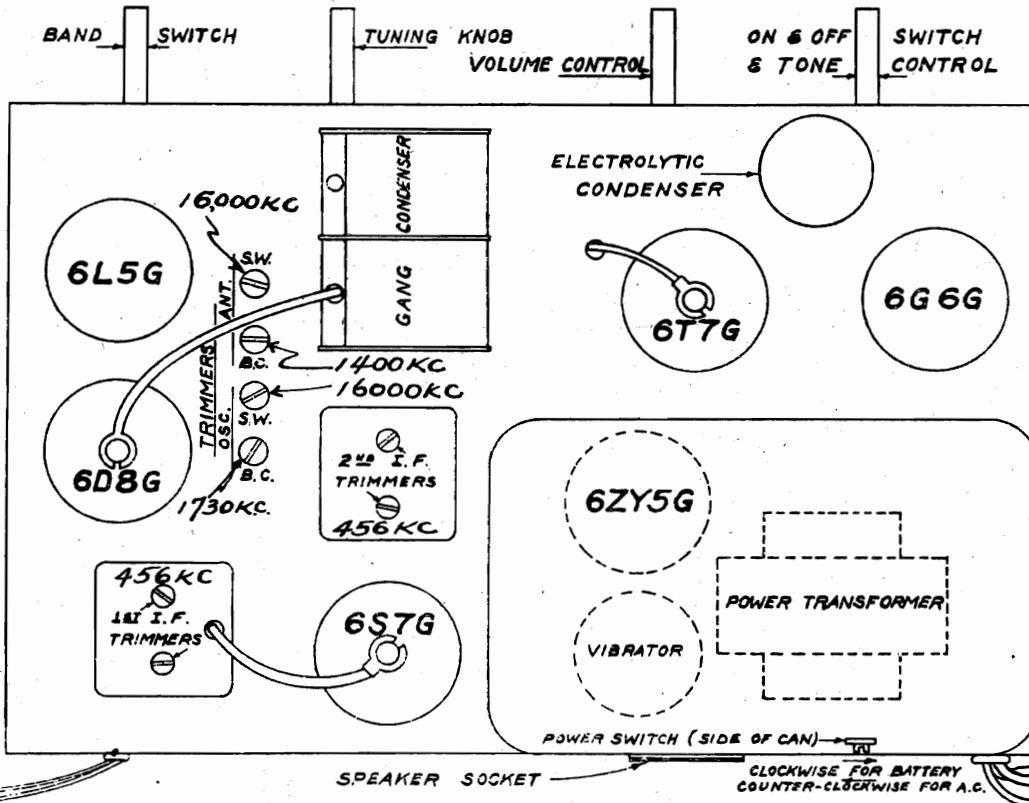 BAND SWITCH
TUNING KNOB
VOLUME CONTROL
ON & OFF SWITCH
& TONE CONTROL
ELECTROLYTIC
CONDENSER
GANG CONDENSER
16,000KC
S.W.
6L5G
TRIMMERS
ANT.
B.C.
1400KC
16000KC
OSC.
S.W.
B.C.
1730KC.
6D8G
6T7G
6G6G
2ND I.F.
TRIMMERS
456KC
456KC
1ST I.F.
TRIMMERS
6S7G
6ZY5G
VIBRATOR
POWER TRANSFORMER
POWER SWITCH (SIDE OF CAN)
SPEAKER SOCKET
CLOCKWISE FOR BATTERY
COUNTER-CLOCKWISE FOR A.C.